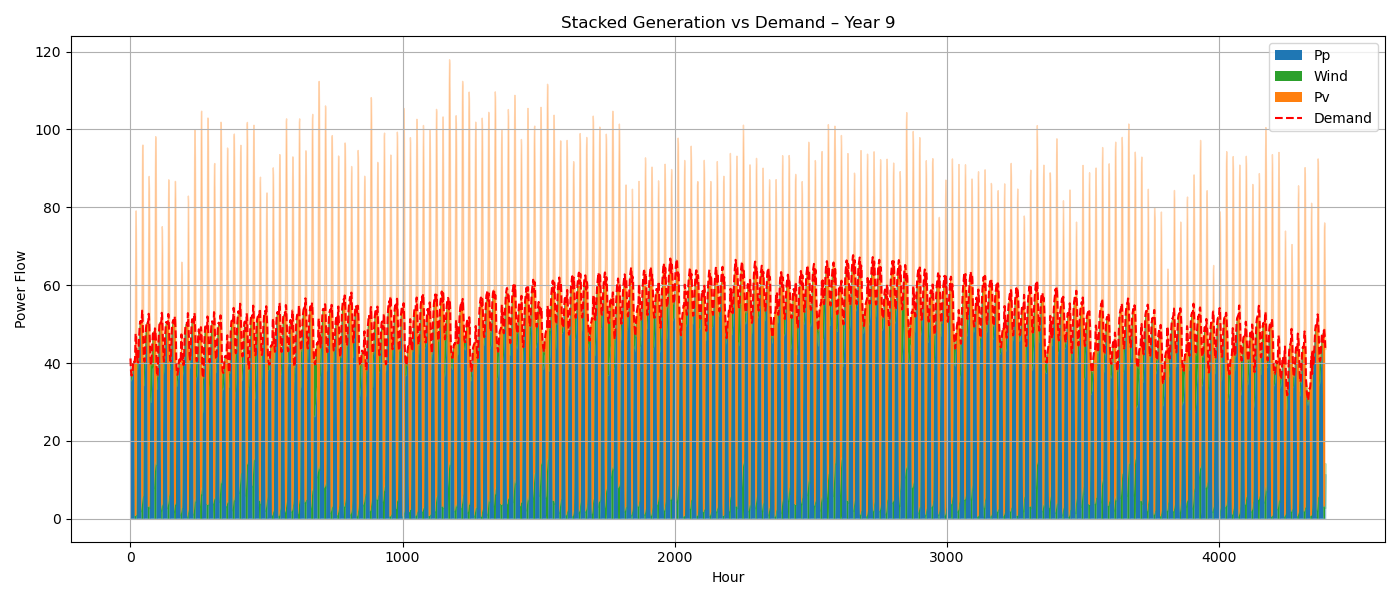 Stacked Generation vs Demand – Year 9
Power Flow
120
100
80
60
40
20
0
Pp
Wind
Pv
Demand
0
1000
2000
3000
4000
Hour